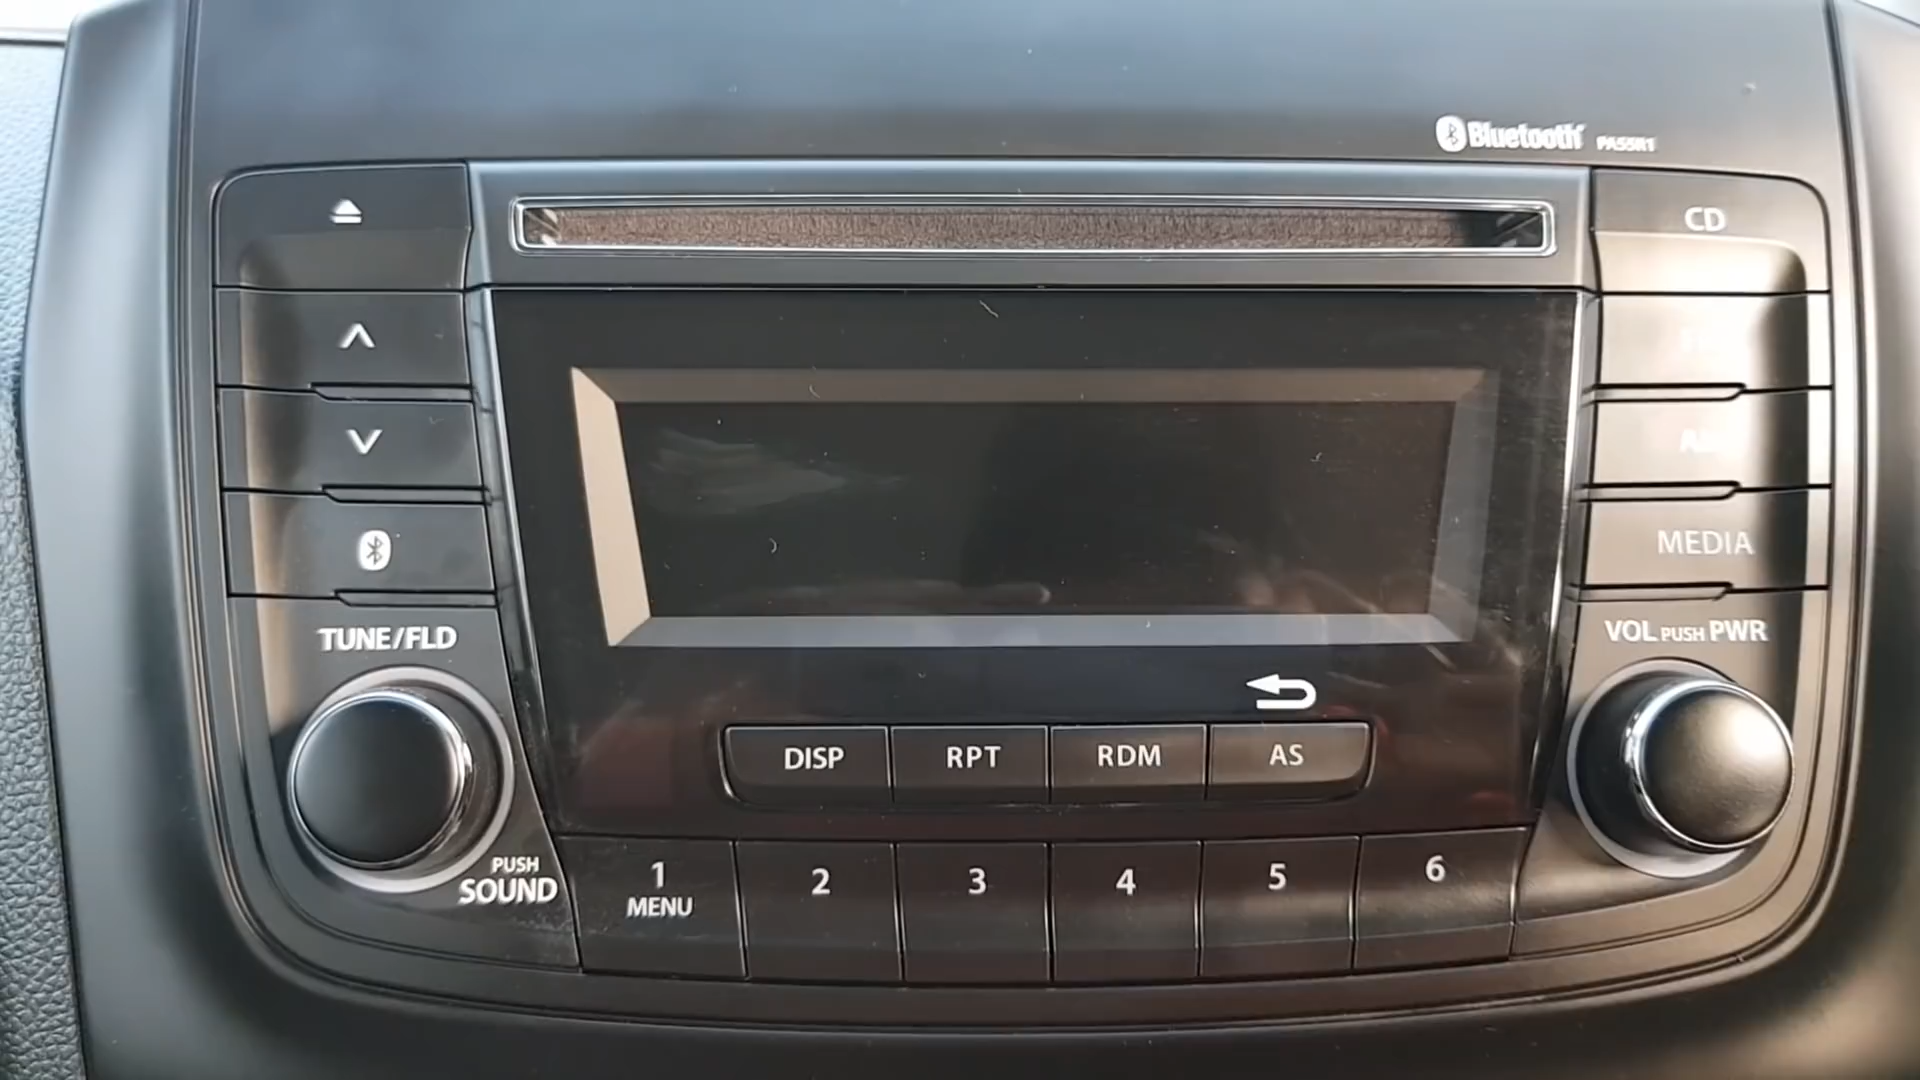 Bluetooth PA55R1
CD
MEDIA
TUNE/FLD
VOL PUSH PWR
DISP RPT RDM AS
PUSH
SOUND
1 2 3 4 5 6
MENU